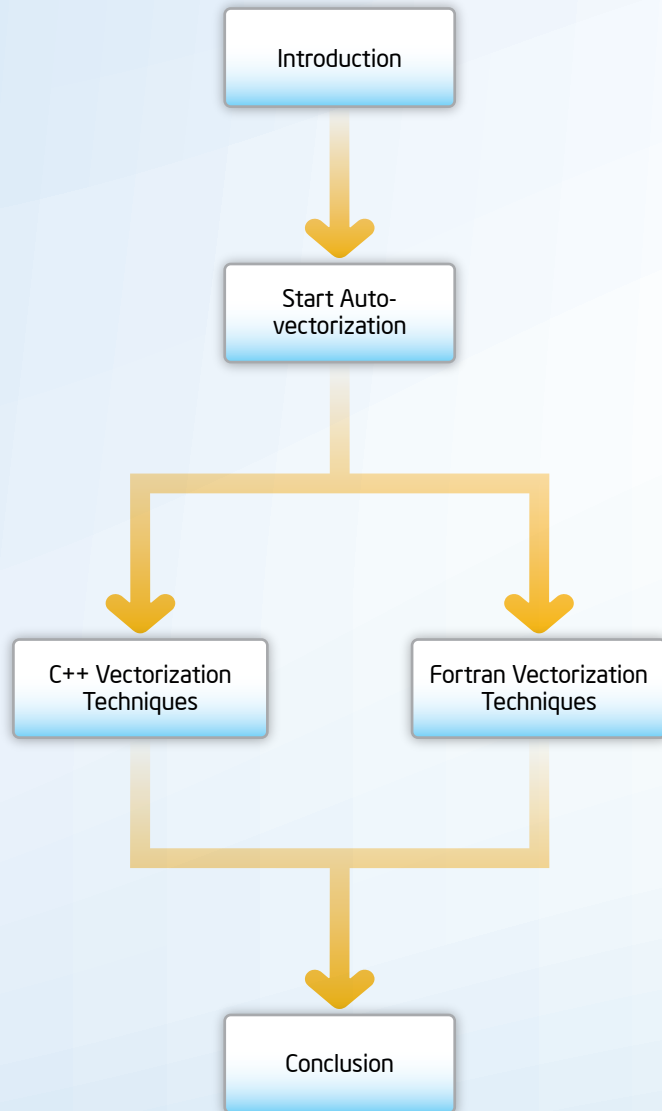 Introduction
Start Auto-
vectorization
C++ Vectorization
Techniques
Fortran Vectorization
Techniques
Conclusion